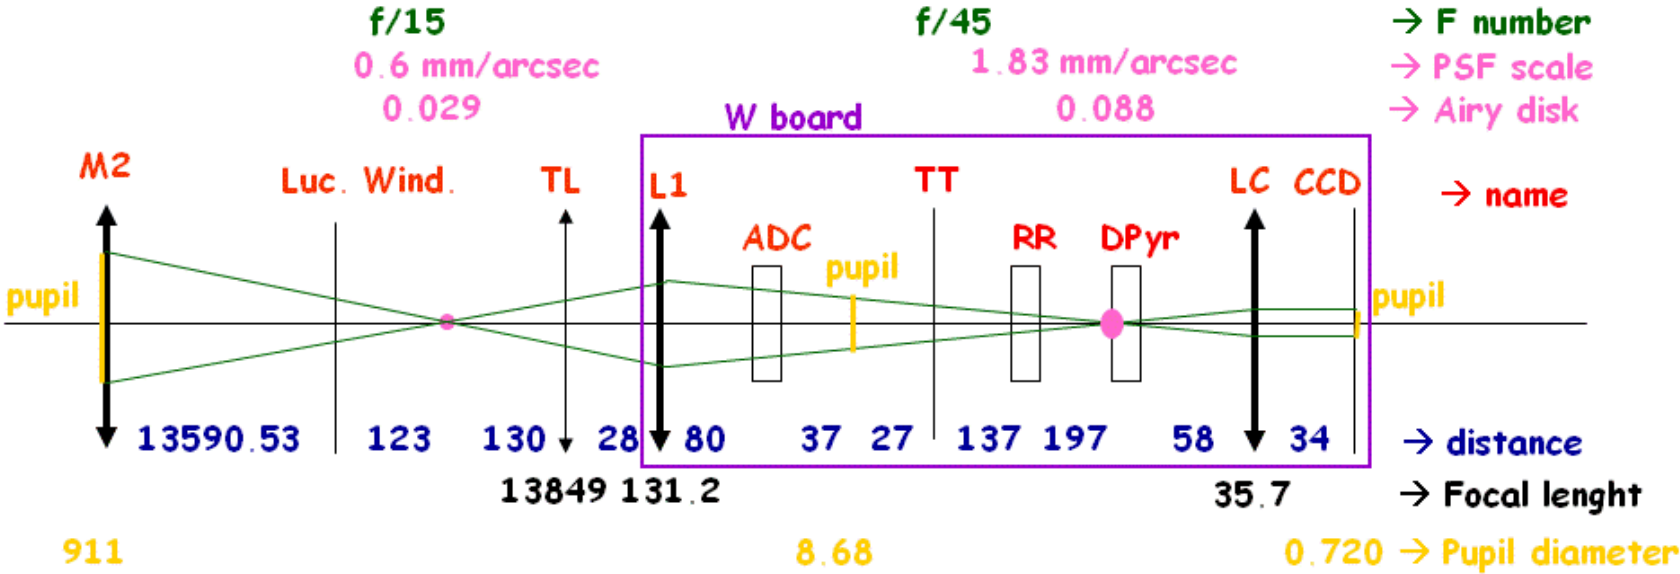 f/15 f/45 → F number
0.6 mm/arcsec 1.83 mm/arcsec → PSF scale
0.029 0.088 → Airy disk
W board
M2 Luc. Wind. TL L1 TT LC CCD → name
ADC RR DPyr
pupil pupil pupil
13590.53 123 130 28 80 37 27 137 197 58 34 → distance
13849 131.2 35.7 → Focal lenght
911 8.68 0.720 → Pupil diameter